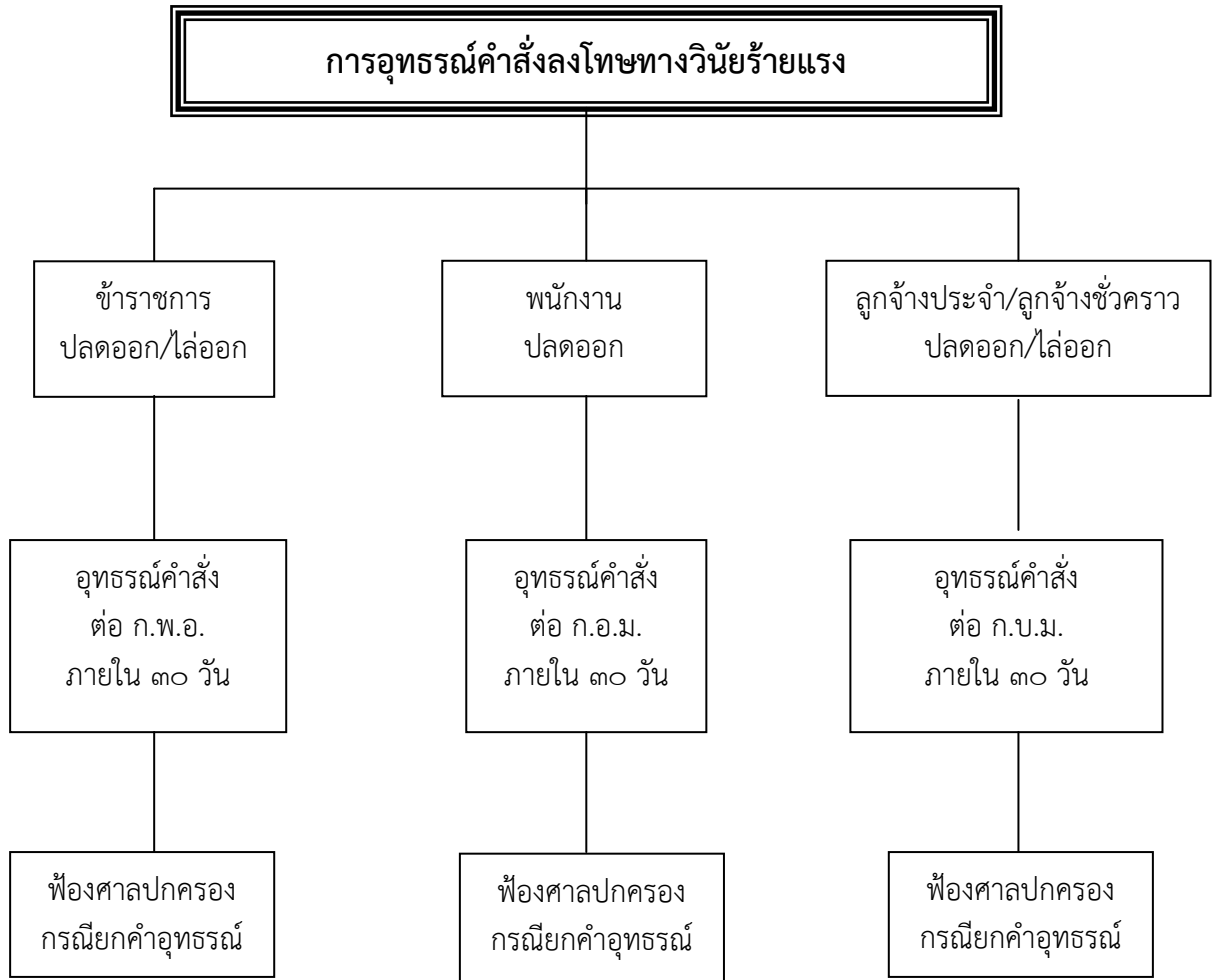 การอุทธรณ์คำสั่งลงโทษทางวินัยร้ายแรง
ข้าราชการ
ปลดออก/ไล่ออก
พนักงาน
ปลดออก
ลูกจ้างประจำ/ลูกจ้างชั่วคราว
ปลดออก/ไล่ออก
อุทธรณ์คำสั่ง
ต่อ ก.พ.อ.
ภายใน ๓๐ วัน
อุทธรณ์คำสั่ง
ต่อ ก.อ.ม.
ภายใน ๓๐ วัน
อุทธรณ์คำสั่ง
ต่อ ก.บ.ม.
ภายใน ๓๐ วัน
ฟ้องศาลปกครอง
กรณียกคำอุทธรณ์
ฟ้องศาลปกครอง
กรณียกคำอุทธรณ์
ฟ้องศาลปกครอง
กรณียกคำอุทธรณ์